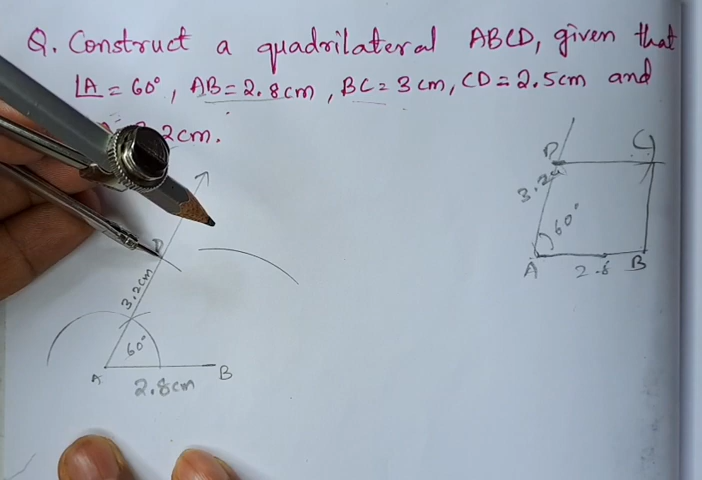 Q. Construct a quadrilateral ABCD, given that
∠A = 60°, AB = 2.8cm, BC = 3cm, CD = 2.5cm and
2cm.
D
C
3.2
60°
A
2.8
B
D
3.2cm
60°
A
B
2.8cm